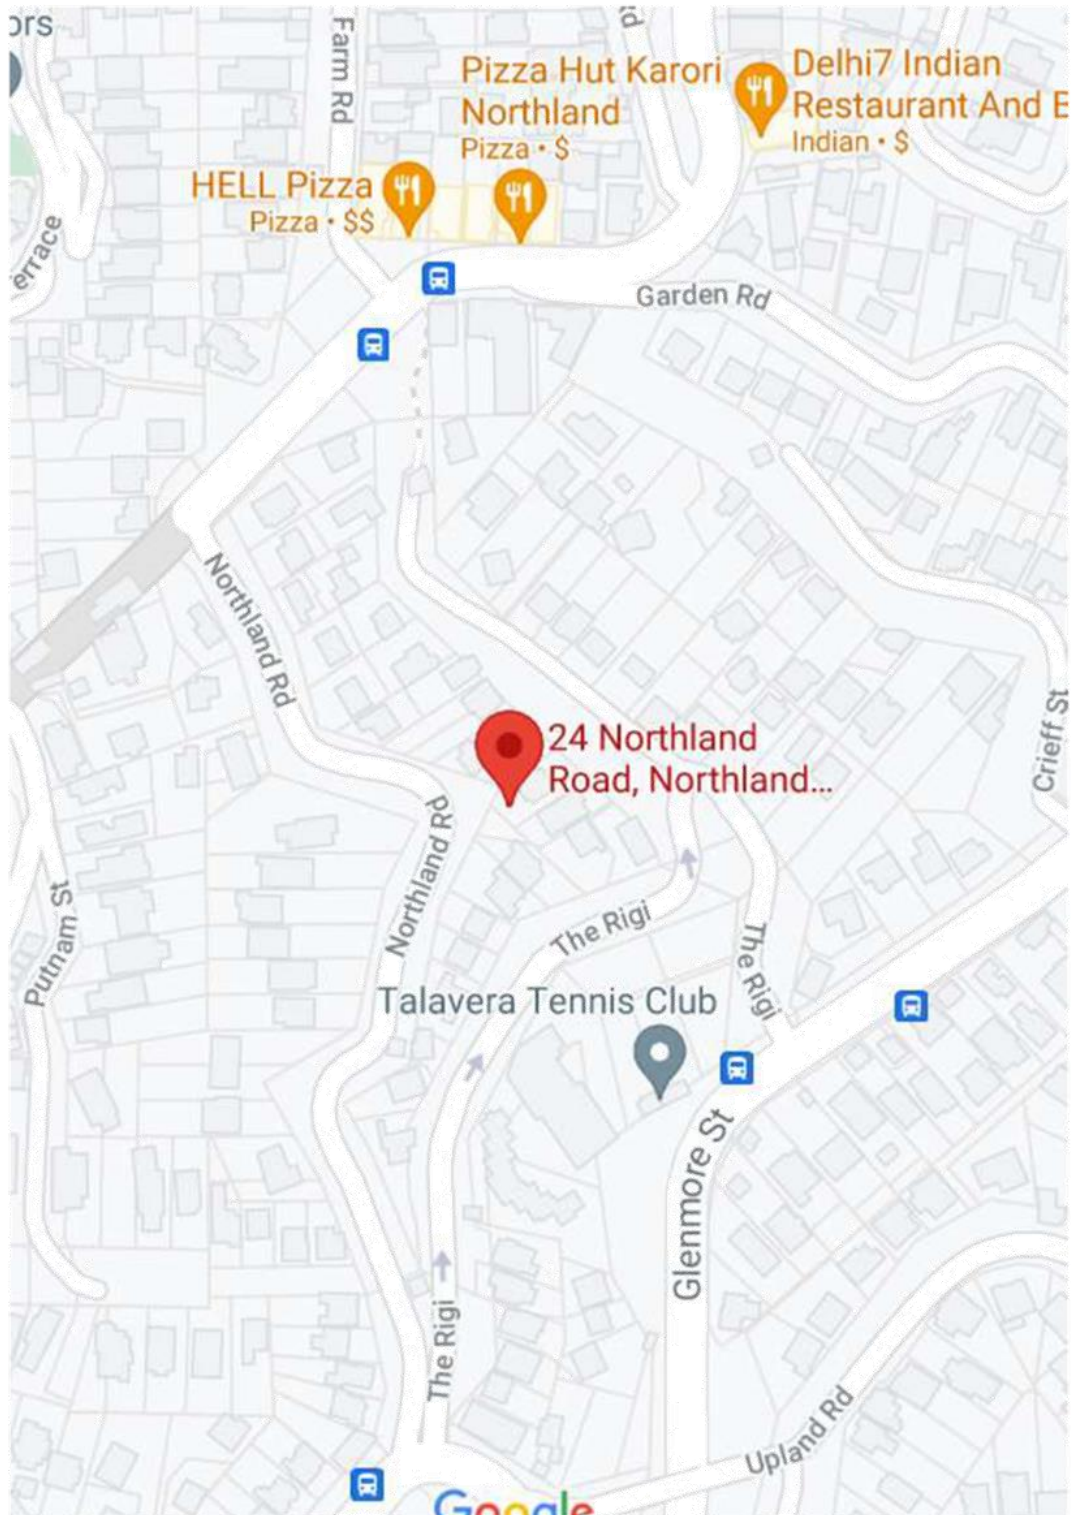 ors
Farm Rd
Rd
Pizza Hut Karori
Northland
Pizza • $
Delhi7 Indian
Restaurant And E
Indian • $
HELL Pizza
Pizza • $$
errace
Garden Rd
Northland Rd
24 Northland
Road, Northland...
Crieff St
Northland Rd
Putnam St
The Rigi
The Rigi
Talavera Tennis Club
Glenmore St
The Rigi
Upland Rd
Google